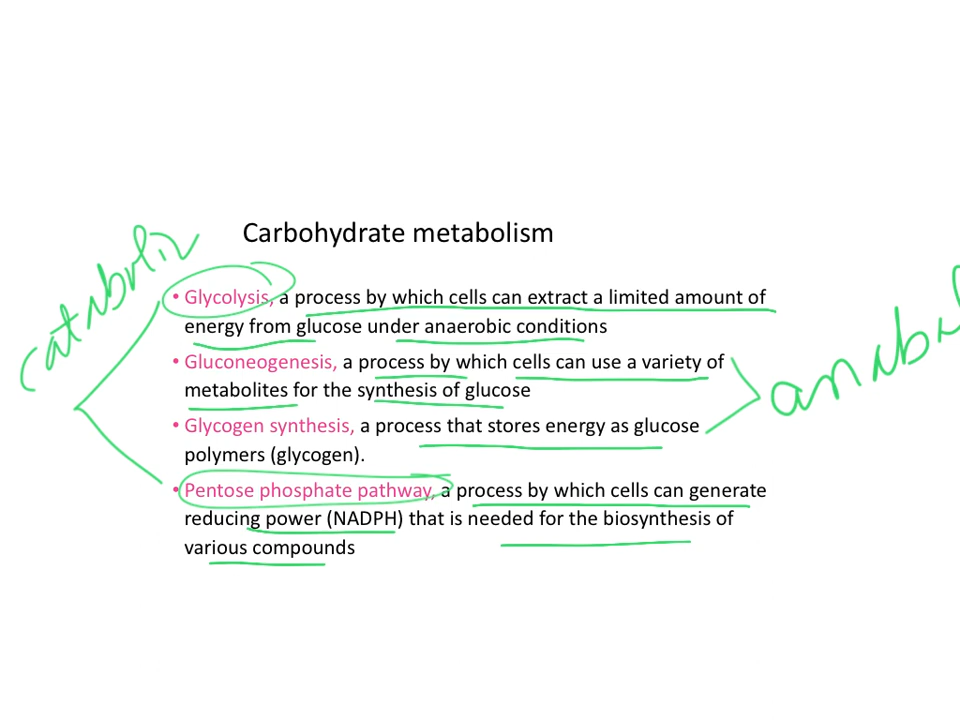 Carbohydrate metabolism
catabolic
• Glycolysis, a process by which cells can extract a limited amount of
energy from glucose under anaerobic conditions
• Gluconeogenesis, a process by which cells can use a variety of
metabolites for the synthesis of glucose
• Glycogen synthesis, a process that stores energy as glucose
polymers (glycogen).
• Pentose phosphate pathway, a process by which cells can generate
reducing power (NADPH) that is needed for the biosynthesis of
various compounds